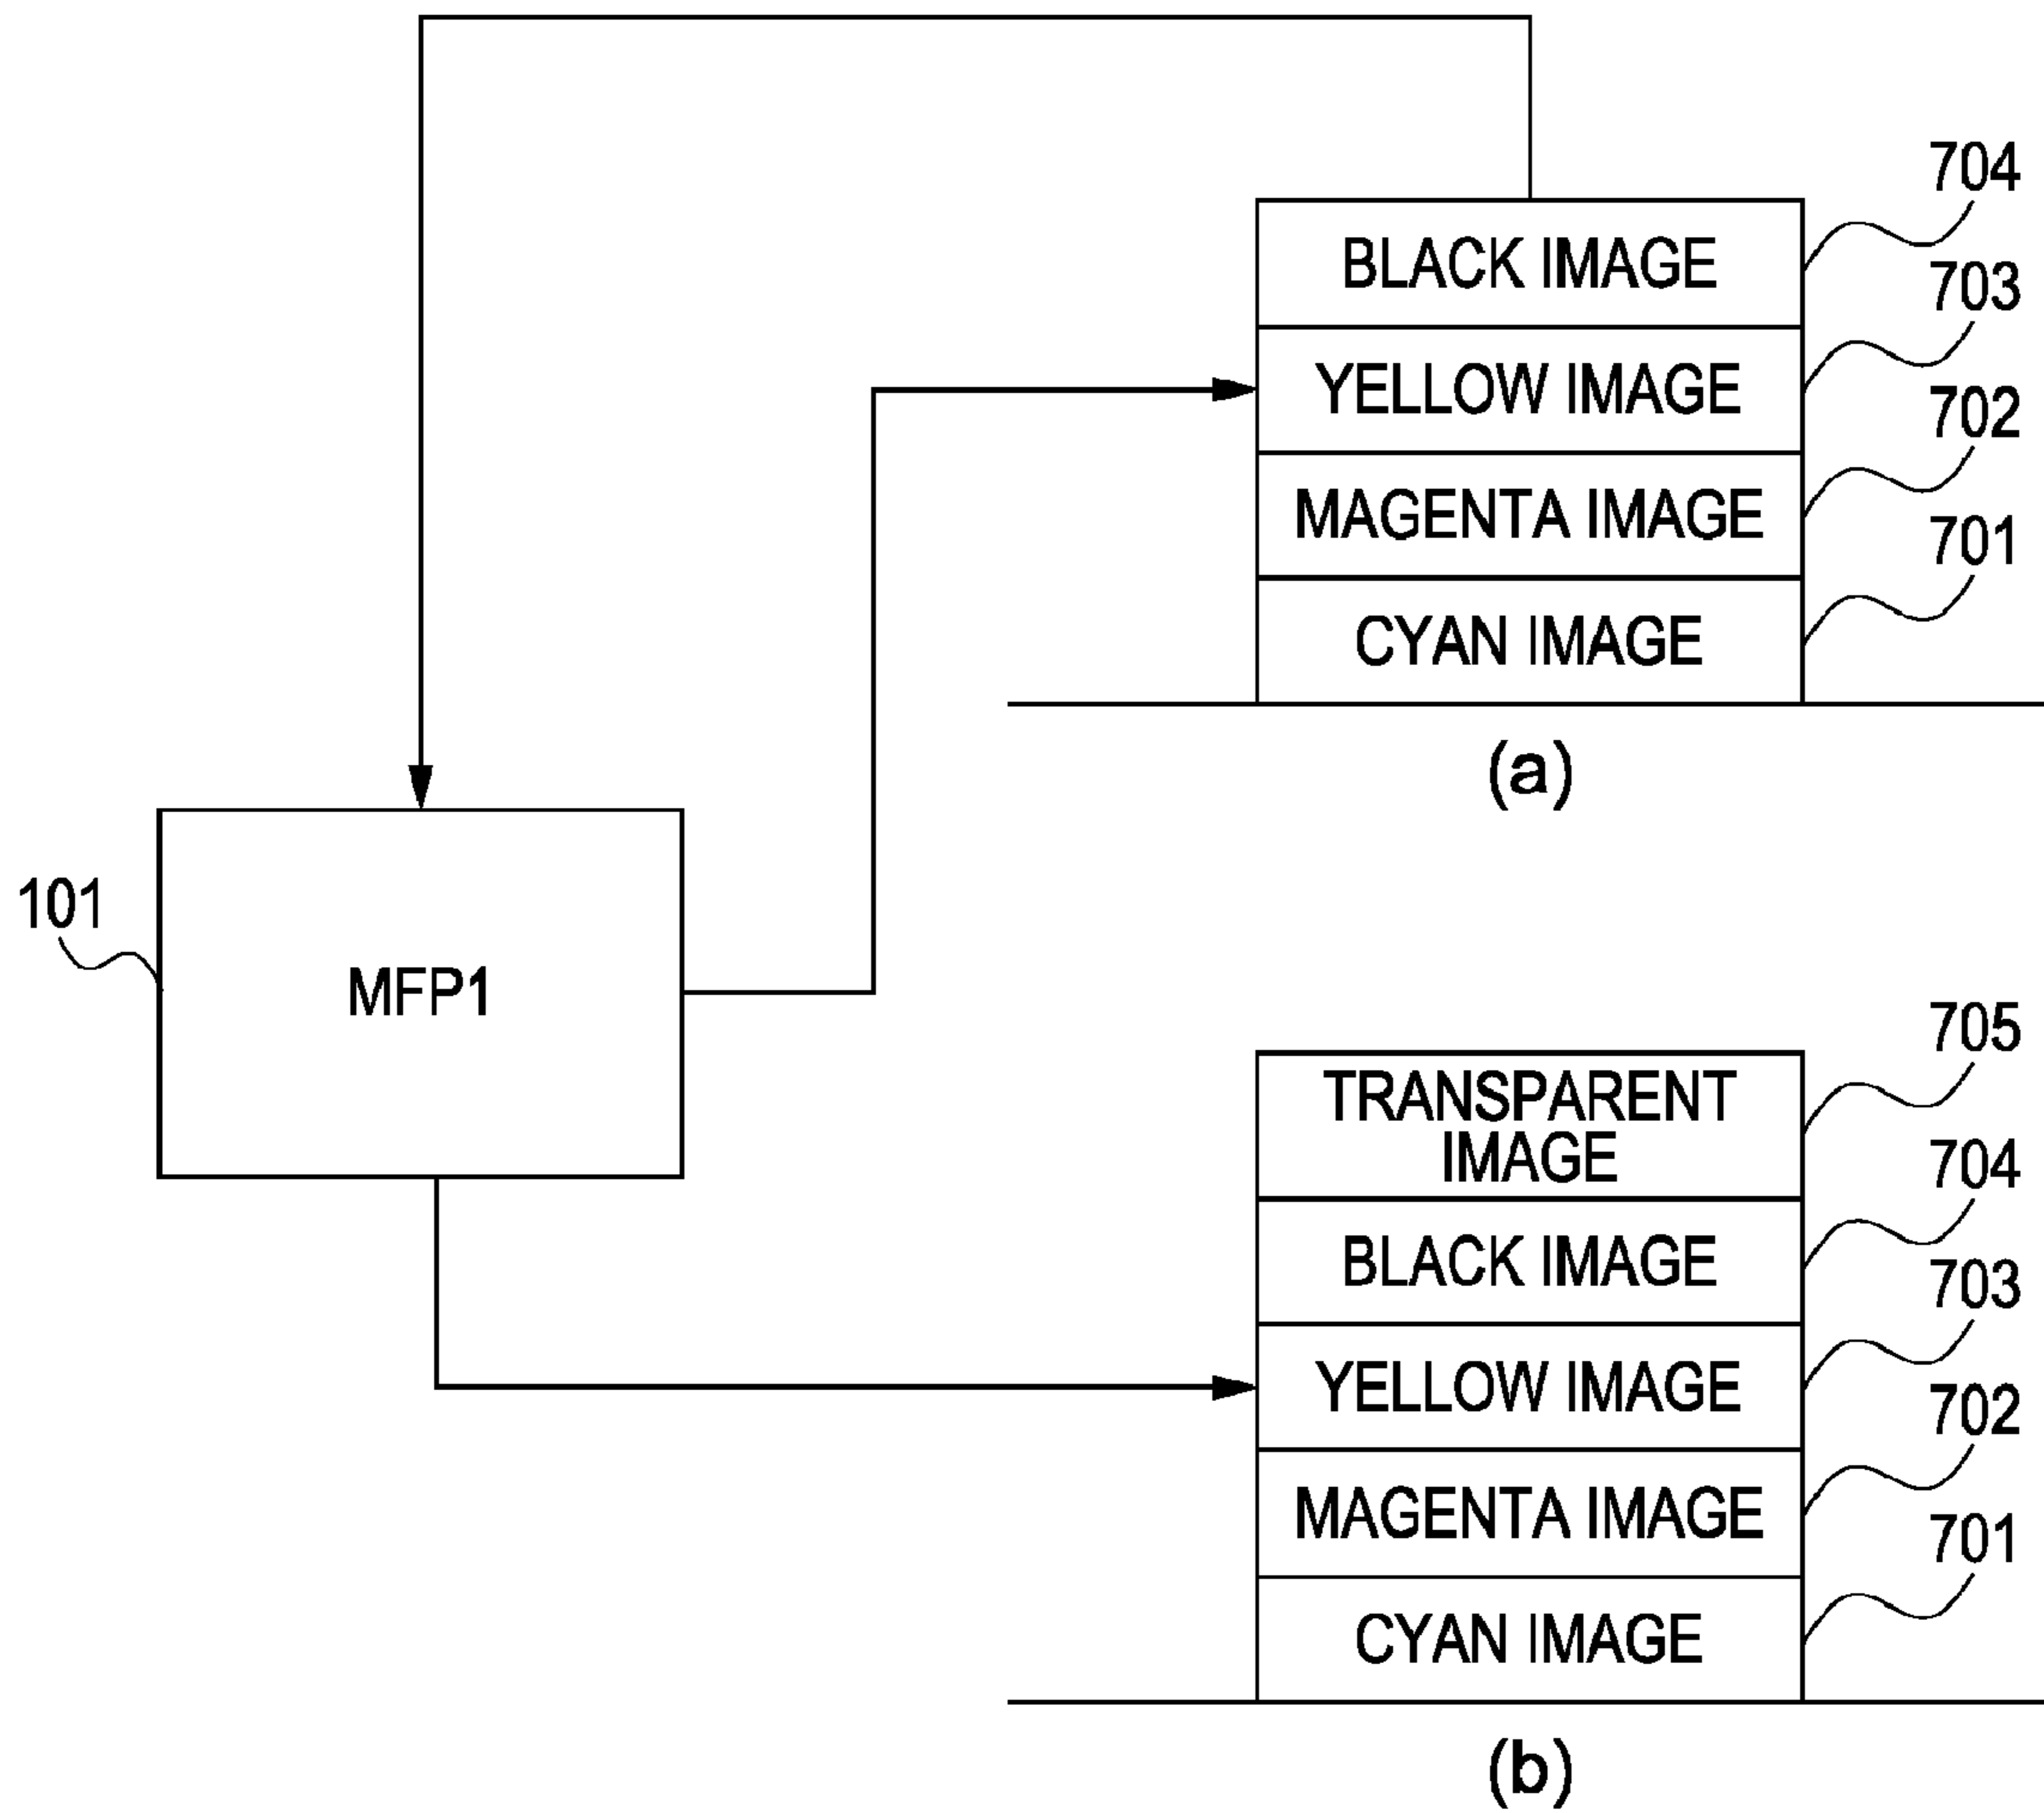 704
BLACK IMAGE
703
YELLOW IMAGE
702
MAGENTA IMAGE
701
CYAN IMAGE
(a)
101
MFP1
705
TRANSPARENT
IMAGE
704
BLACK IMAGE
703
YELLOW IMAGE
702
MAGENTA IMAGE
701
CYAN IMAGE
(b)